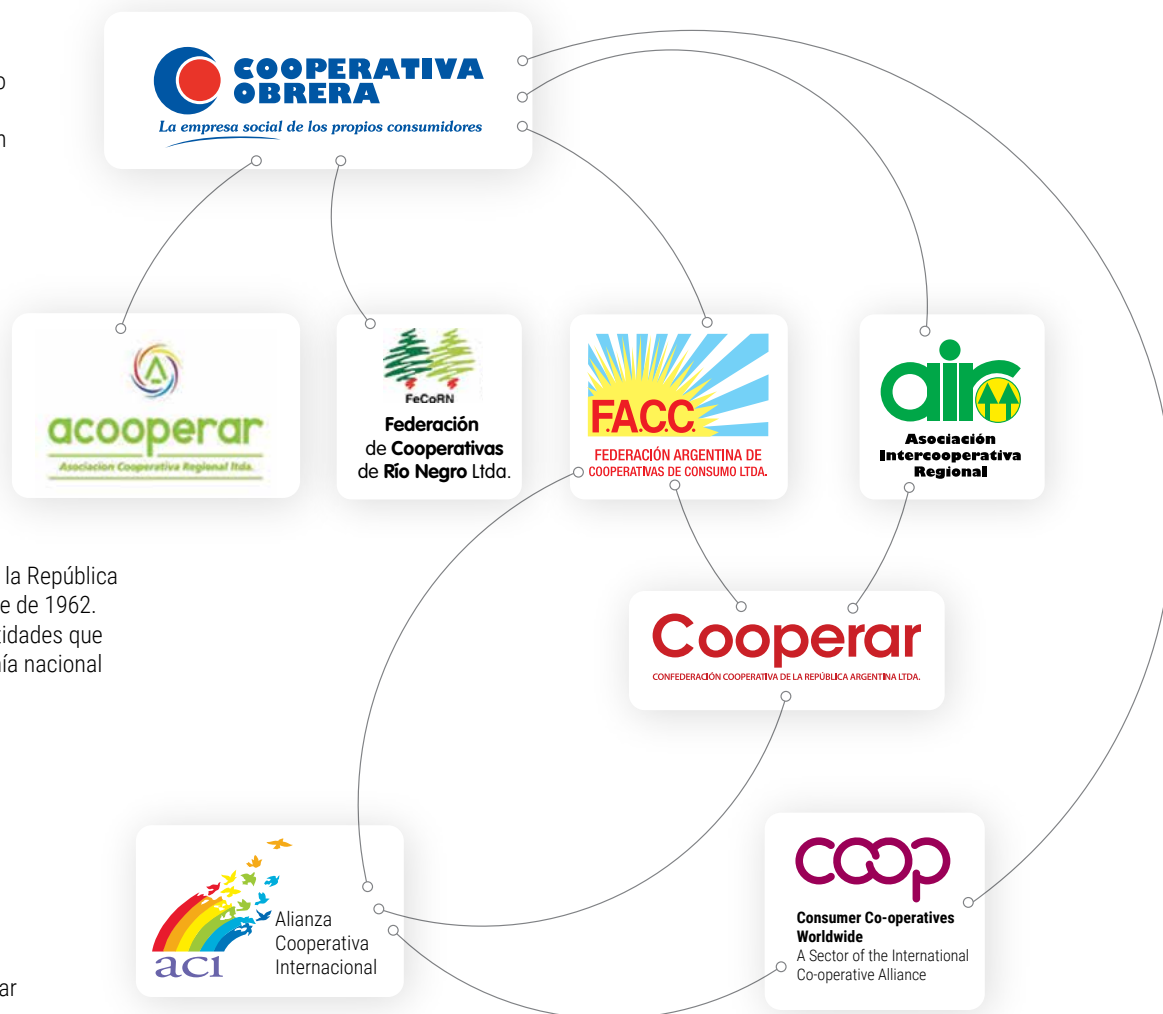 o
n
COOPERATIVA
OBRERA
La empresa social de los propios consumidores
acooperar
Asociacion Cooperativa Regional ltda.
FeCoRN
Federación
de Cooperativas
de Río Negro Ltda.
F.A.C.C.
FEDERACIÓN ARGENTINA DE
COOPERATIVAS DE CONSUMO LTDA.
air
Asociación
Intercooperativa
Regional
la República
e de 1962.
tidades que
nía nacional
Cooperar
CONFEDERACIÓN COOPERATIVA DE LA REPÚBLICA ARGENTINA LTDA.
aci
Alianza
Cooperativa
Internacional
coop
Consumer Co-operatives
Worldwide
A Sector of the International
Co-operative Alliance
ar